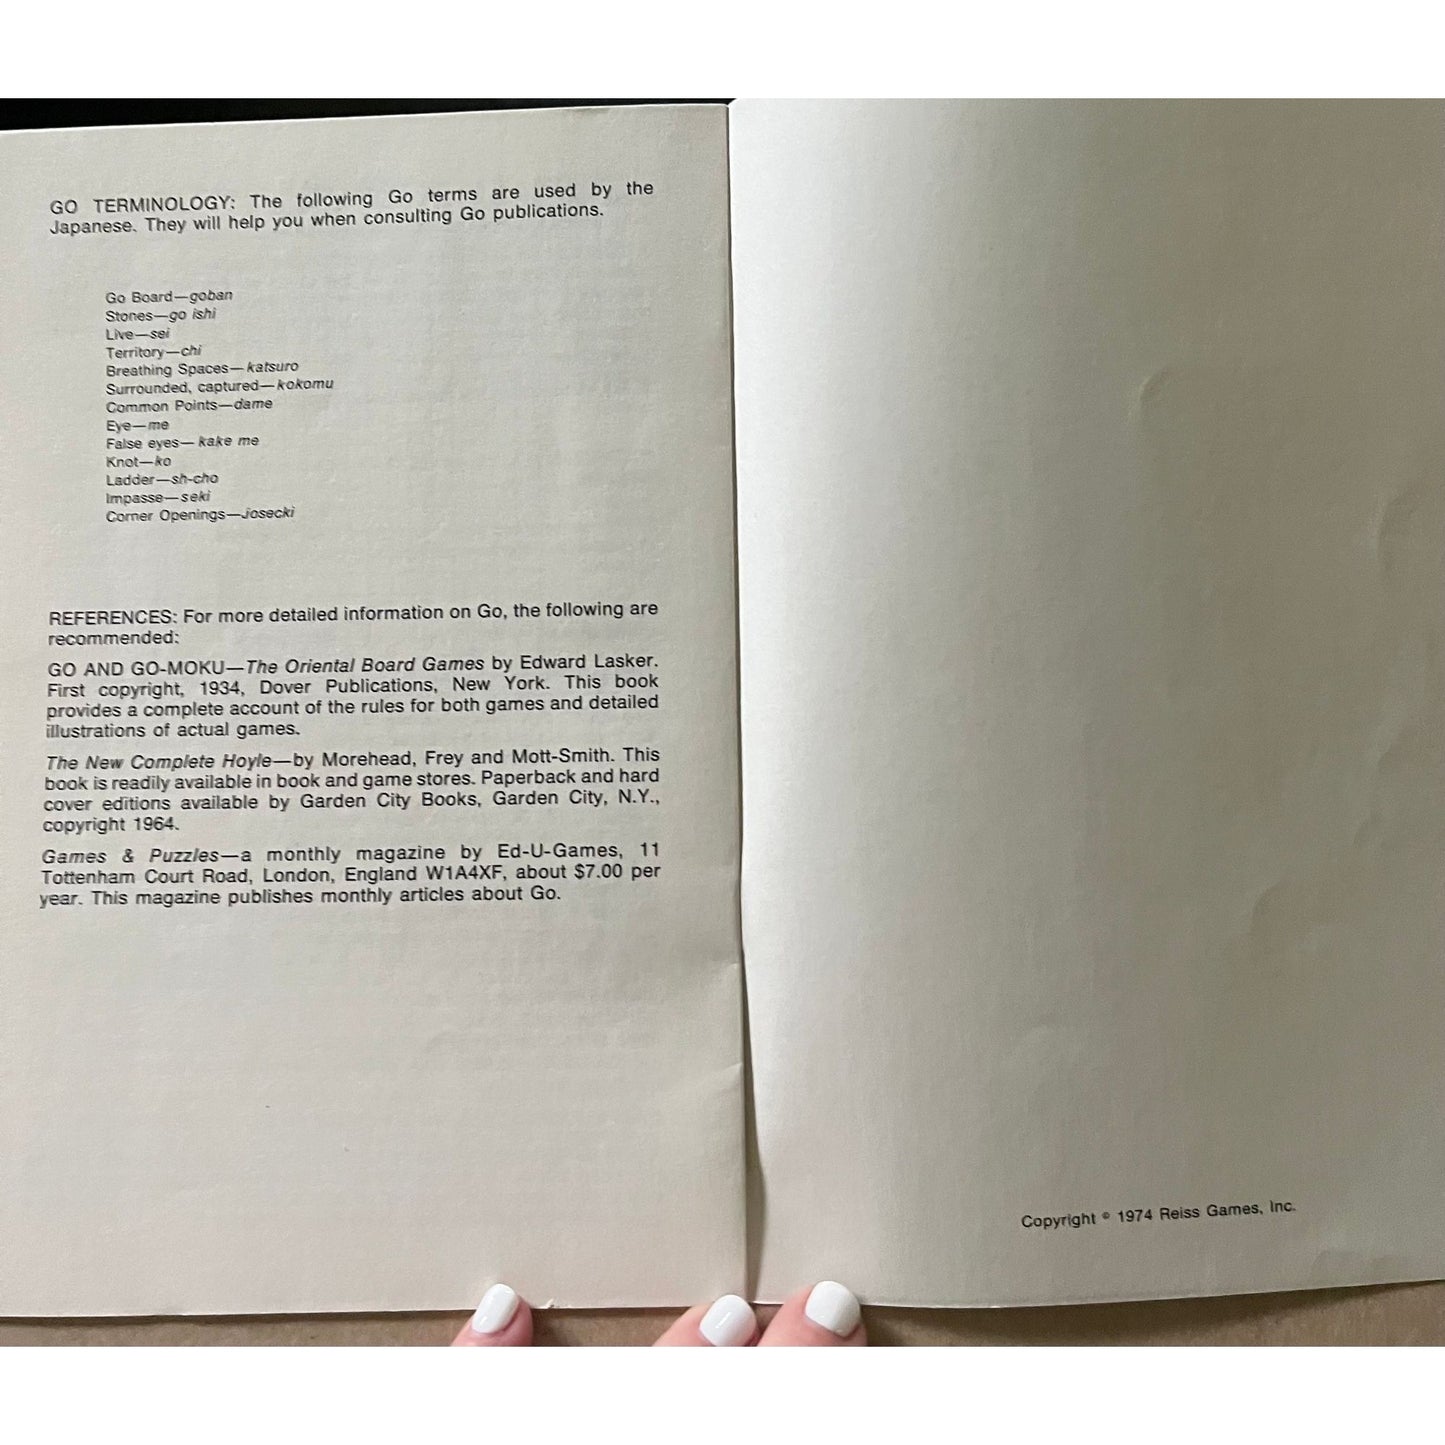 GO TERMINOLOGY: The following Go terms are used by the
Japanese. They will help you when consulting Go publications.
Go Board—goban
Stones—go ishi
Live—sei
Territory—chi
Breathing Spaces—katsuro
Surrounded, captured—kokomu
Common Points—dame
Eye—me
False eyes—kake me
Knot—ko
Ladder—sh-cho
Impasse—seki
Corner Openings—josecki
REFERENCES: For more detailed information on Go, the following are
recommended:
GO AND GO-MOKU—The Oriental Board Games by Edward Lasker.
First copyright, 1934, Dover Publications, New York. This book
provides a complete account of the rules for both games and detailed
illustrations of actual games.
The New Complete Hoyle—by Morehead, Frey and Mott-Smith. This
book is readily available in book and game stores. Paperback and hard
cover editions available by Garden City Books, Garden City, N.Y.,
copyright 1964.
Games & Puzzles—a monthly magazine by Ed-U-Games, 11
Tottenham Court Road, London, England W1A4XF, about $7.00 per
year. This magazine publishes monthly articles about Go.
Copyright © 1974 Reiss Games, Inc.